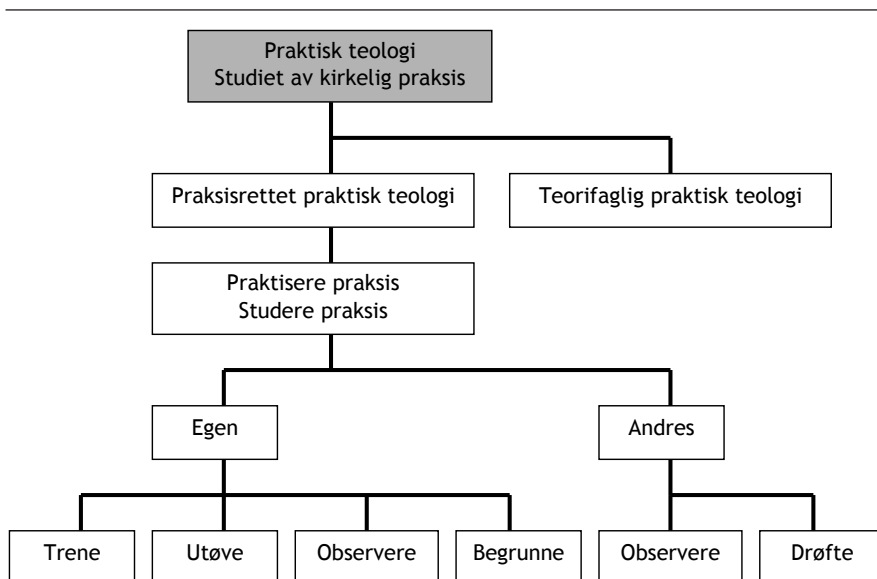 Praktisk teologi
Studiet av kirkelig praksis
Praksisrettet praktisk teologi
Teorifaglig praktisk teologi
Praktisere praksis
Studere praksis
Egen
Andres
Trene
Utøve
Observere
Begrunne
Observere
Drøfte